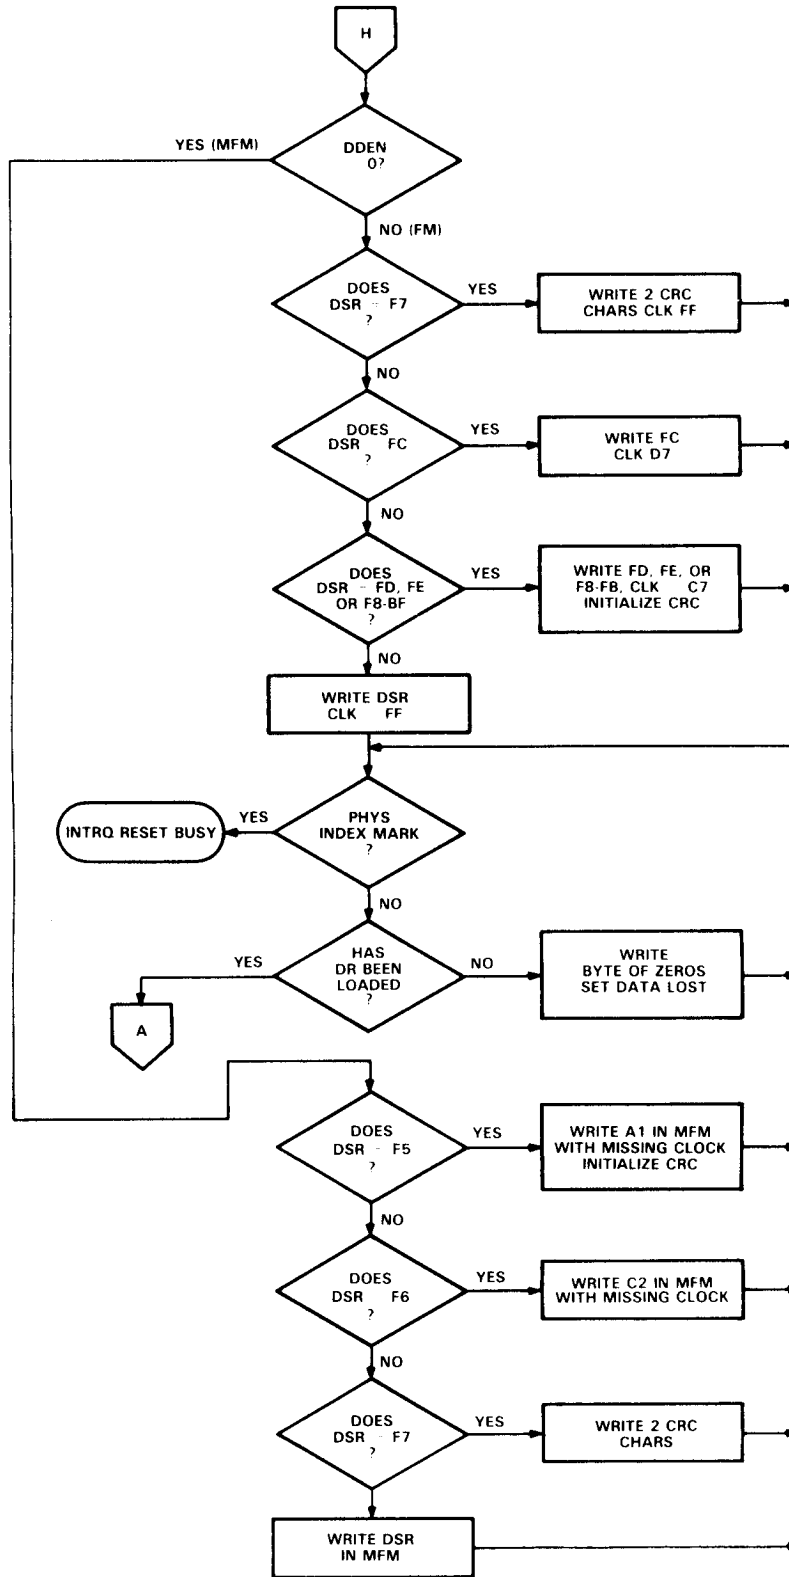 H
YES (MFM)
DDEN
0?
NO (FM)
DOES
DSR = F7
?
YES
WRITE 2 CRC
CHARS CLK FF
NO
DOES
DSR FC
?
YES
WRITE FC
CLK D7
NO
DOES
DSR = FD, FE
OR F8-BF
?
YES
WRITE FD, FE, OR
F8-FB, CLK C7
INITIALIZE CRC
NO
WRITE DSR
CLK FF
PHYS
INDEX MARK
?
YES
INTRQ RESET BUSY
NO
HAS
DR BEEN
LOADED
?
YES
A
NO
WRITE
BYTE OF ZEROS
SET DATA LOST
DOES
DSR = F5
?
YES
WRITE A1 IN MFM
WITH MISSING CLOCK
INITIALIZE CRC
NO
DOES
DSR F6
?
YES
WRITE C2 IN MFM
WITH MISSING CLOCK
NO
DOES
DSR = F7
?
YES
WRITE 2 CRC
CHARS
WRITE DSR
IN MFM